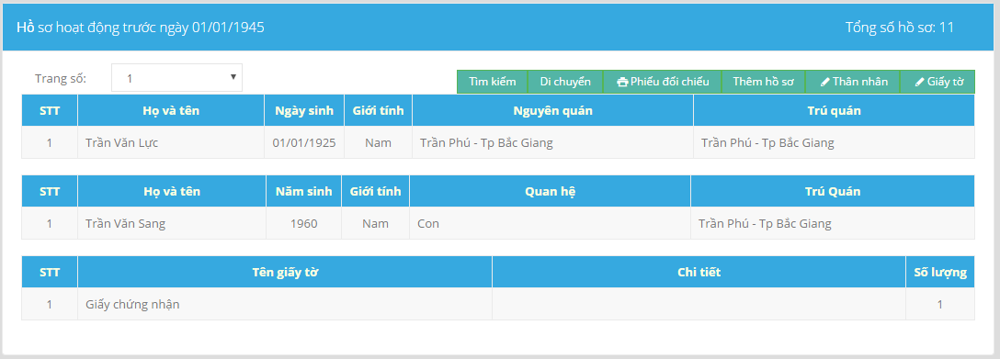 Hồ sơ hoạt động trước ngày 01/01/1945 Tổng số hồ sơ: 11
Trang số: 1 Tìm kiếm Di chuyển Phiếu đối chiếu Thêm hồ sơ Thân nhân Giấy tờ
STT Họ và tên Ngày sinh Giới tính Nguyên quán Trú quán
1 Trần Văn Lực 01/01/1925 Nam Trần Phú - Tp Bắc Giang Trần Phú - Tp Bắc Giang
STT Họ và tên Năm sinh Giới tính Quan hệ Trú Quán
1 Trần Văn Sang 1960 Nam Con Trần Phú - Tp Bắc Giang
STT Tên giấy tờ Chi tiết Số lượng
1 Giấy chứng nhận 1